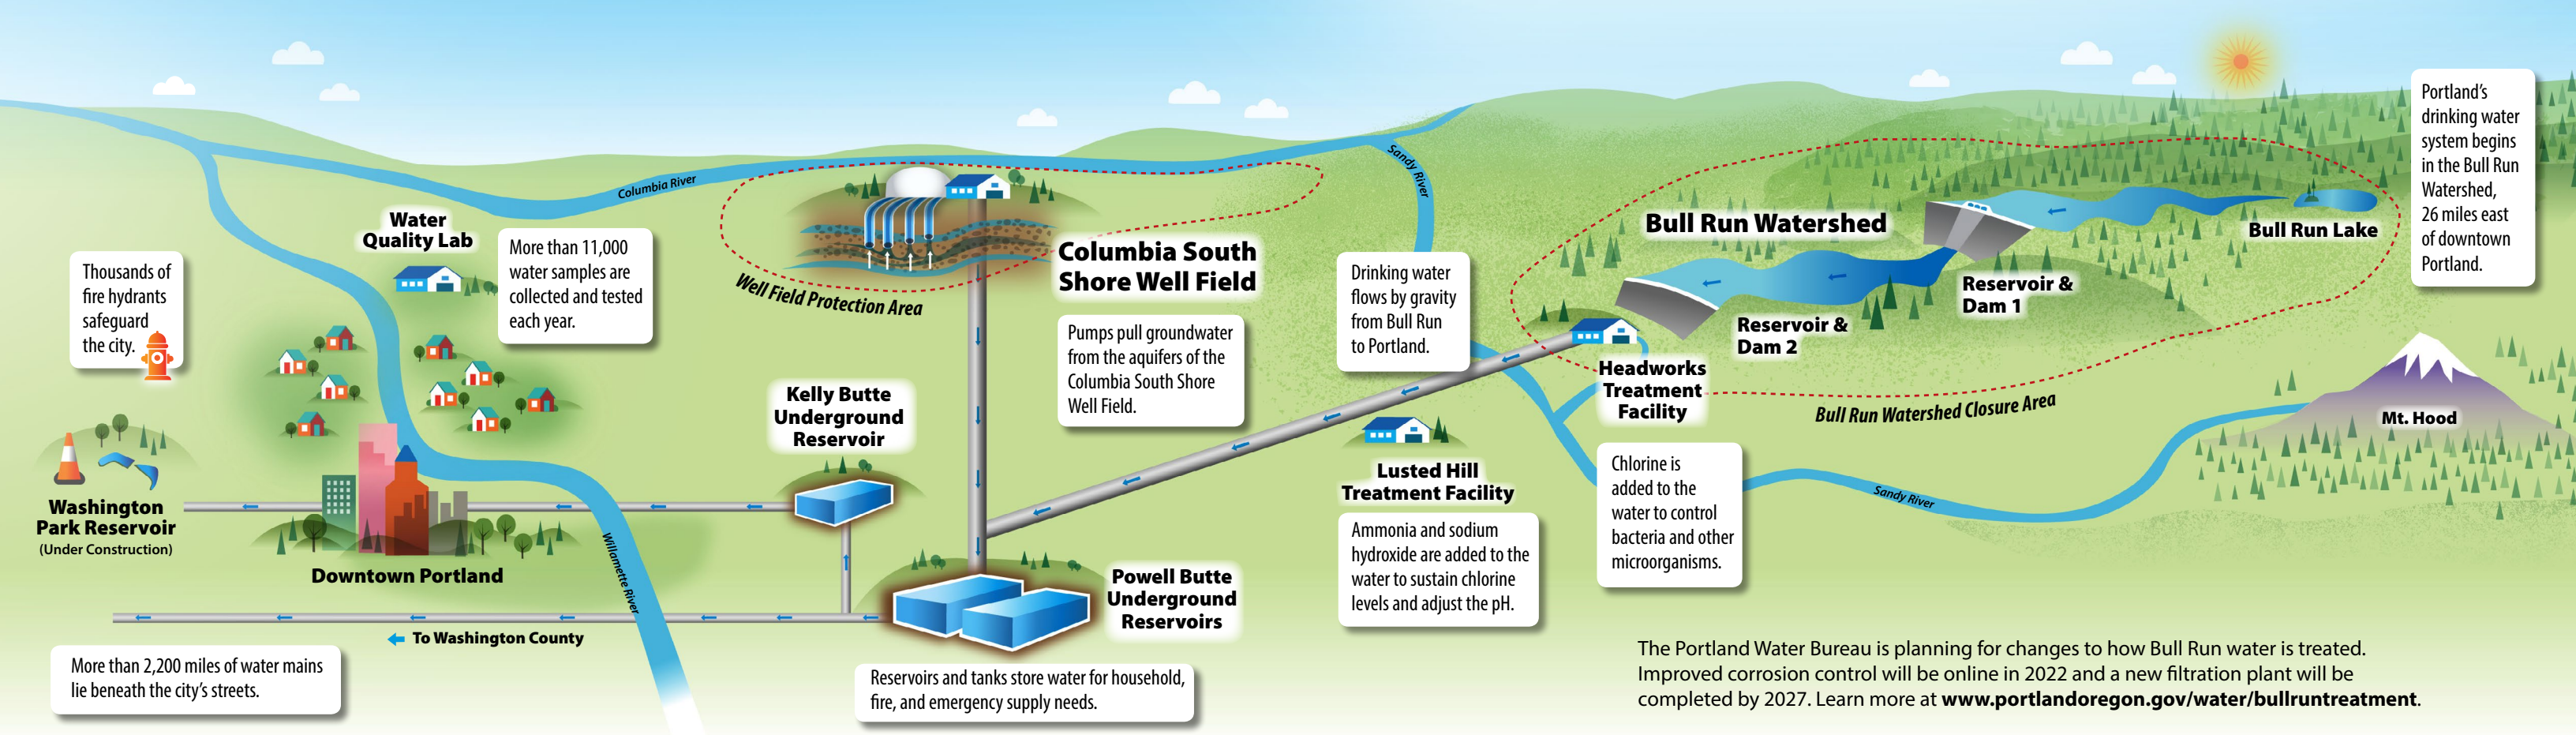 Thousands of
fire hydrants
safeguard
the city.
Washington
Park Reservoir
(Under Construction)
More than 2,200 miles of water mains
lie beneath the city's streets.
Water
Quality Lab
More than 11,000
water samples are
collected and tested
each year.
Columbia River
Downtown Portland
Willamette River
To Washington County
Kelly Butte
Underground
Reservoir
Well Field Protection Area
Columbia South
Shore Well Field
Pumps pull groundwater
from the aquifers of the
Columbia South Shore
Well Field.
Powell Butte
Underground
Reservoirs
Reservoirs and tanks store water for household,
fire, and emergency supply needs.
Sandy River
Drinking water
flows by gravity
from Bull Run
to Portland.
Lusted Hill
Treatment Facility
Ammonia and sodium
hydroxide are added to the
water to sustain chlorine
levels and adjust the pH.
Bull Run Watershed
Reservoir &
Dam 2
Reservoir &
Dam 1
Bull Run Lake
Headworks
Treatment
Facility
Chlorine is
added to the
water to control
bacteria and other
microorganisms.
Bull Run Watershed Closure Area
Sandy River
Mt. Hood
Portland's
drinking water
system begins
in the Bull Run
Watershed,
26 miles east
of downtown
Portland.
The Portland Water Bureau is planning for changes to how Bull Run water is treated.
Improved corrosion control will be online in 2022 and a new filtration plant will be
completed by 2027. Learn more at www.portlandoregon.gov/water/bullruntreatment.